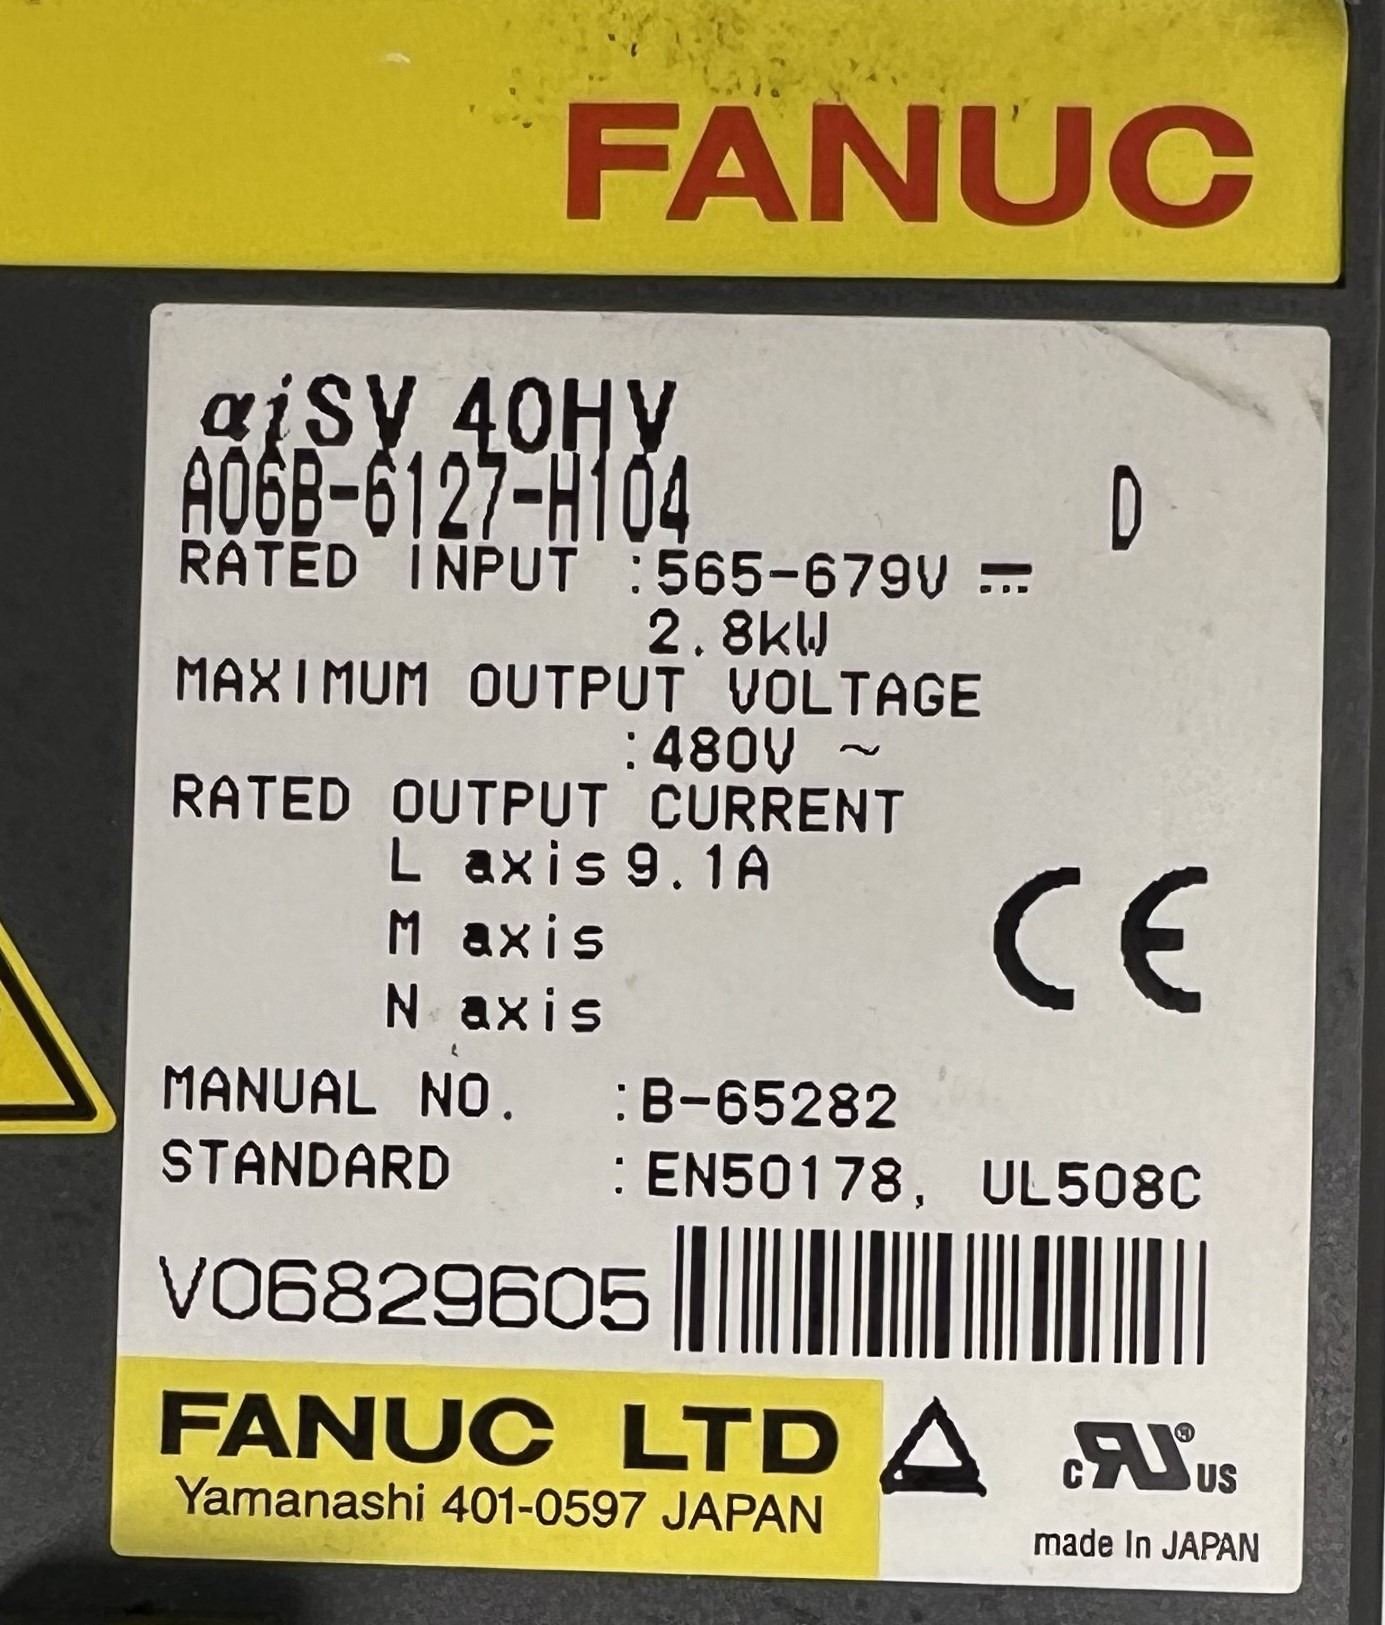 FANUC
αiSV 40HV
A06B-6127-H104 D
RATED INPUT :565-679V ⎓
2.8kW
MAXIMUM OUTPUT VOLTAGE
:480V ~
RATED OUTPUT CURRENT
L axis 9.1A
M axis
N axis
MANUAL NO. :B-65282
STANDARD :EN50178, UL508C
V06829605
FANUC LTD
Yamanashi 401-0597 JAPAN
CE
c RU ® US
made In JAPAN